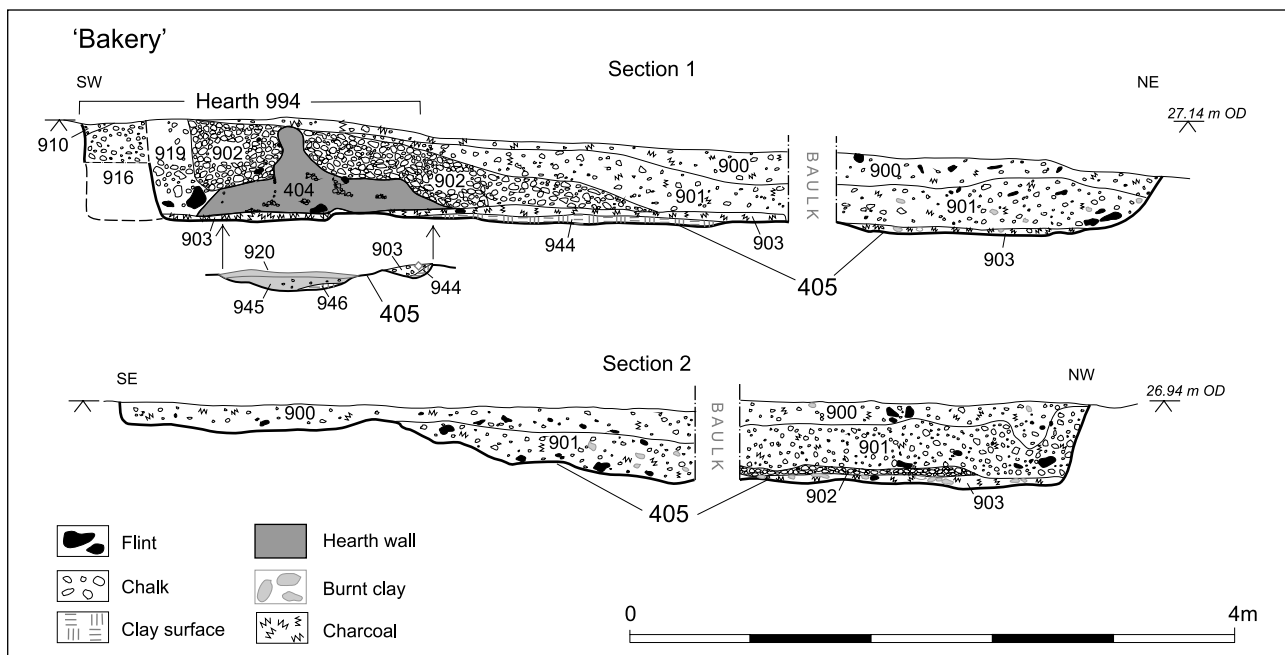 ‘Bakery’
Section 1
SW
NE
Hearth 994
27.14 m OD
910
919
902
916
404
902
900
901
BAULK
900
901
903
944
903
903
920
903
945
946
944
405
405
Section 2
SE
NW
26.94 m OD
900
901
BAULK
900
901
902
903
405
Flint
Hearth wall
Chalk
Burnt clay
Clay surface
Charcoal
0
4m